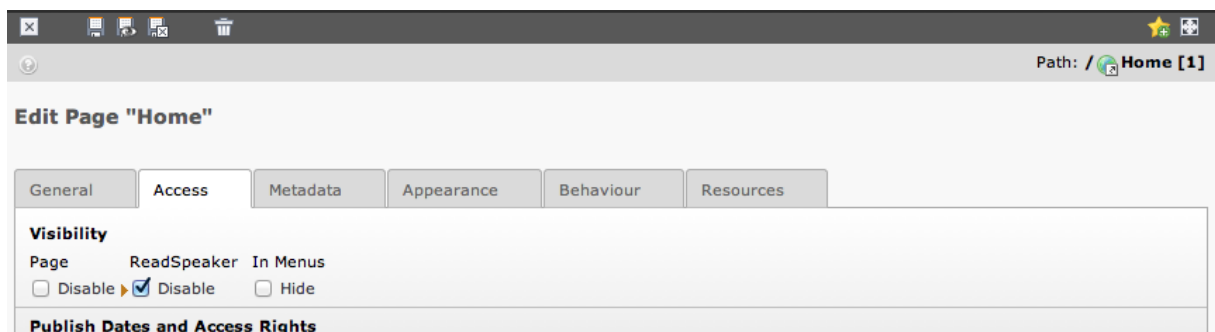 Path: / Home [1]
Edit Page "Home"
General Access Metadata Appearance Behaviour Resources
Visibility
Page ReadSpeaker In Menus
Disable Disable Hide
Publish Dates and Access Rights